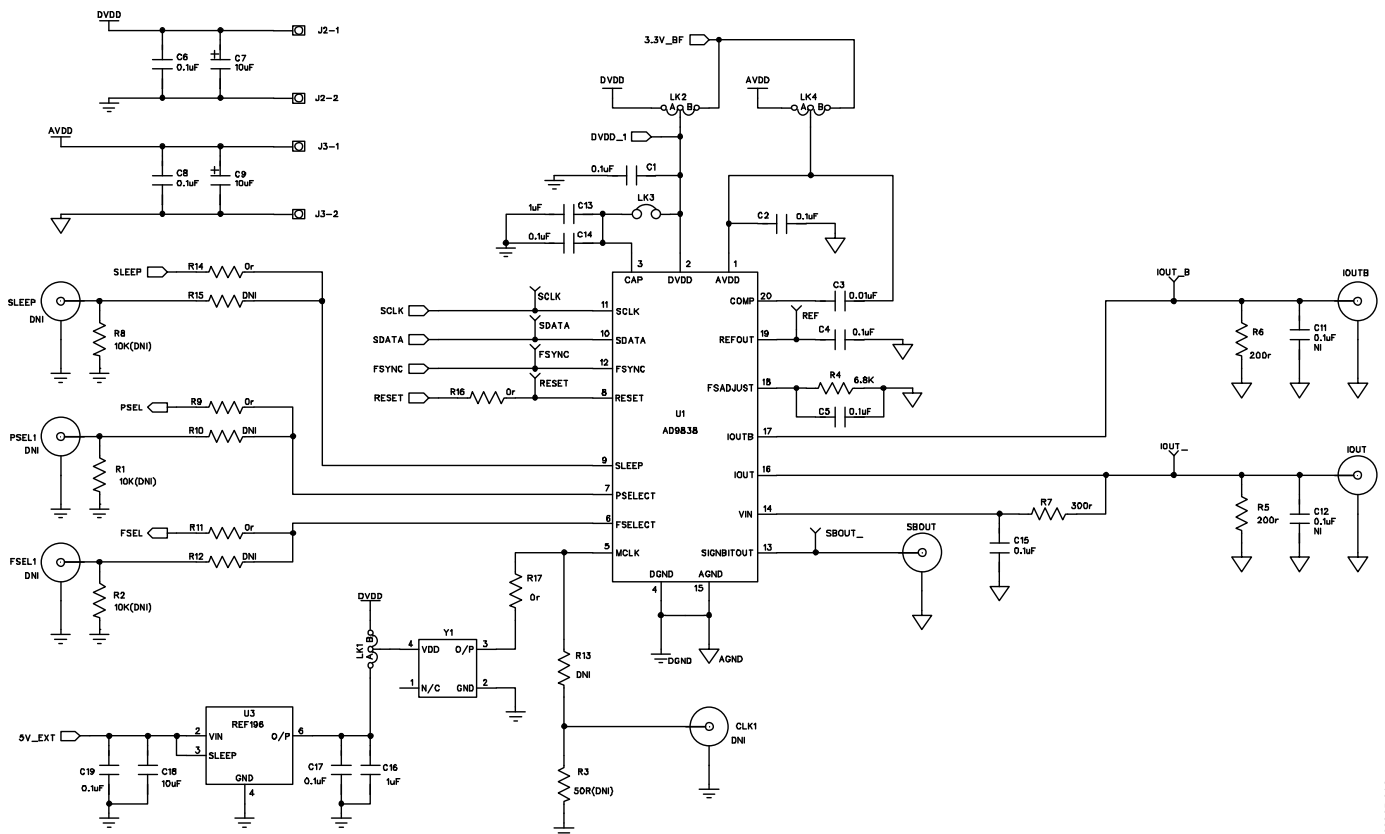 DVDD
J2-1
C6
0.1uF
+
C7
10uF
J2-2
AVDD
J3-1
C8
0.1uF
+
C9
10uF
J3-2
3.3V_BF
DVDD
LK2
A B
AVDD
LK4
A B
DVDD_1
0.1uF C1
LK3
1uF C13
0.1uF C14
C2 0.1uF
3 2 1
CAP DVDD AVDD
SLEEP R14 0r
SLEEP
DNI
R15 DNI
R8
10K(DNI)
PSEL R9 0r
PSEL1
DNI
R10 DNI
R1
10K(DNI)
FSEL R11 0r
FSEL1
DNI
R12 DNI
R2
10K(DNI)
SCLK SCLK 11 SCLK
SDATA SDATA 10 SDATA
FSYNC FSYNC 12 FSYNC
RESET R16 0r RESET 8 RESET
9 SLEEP
7 PSELECT
6 FSELECT
5 MCLK
U1
AD9838
COMP 20
C3
0.01uF
REFOUT 19
REF
C4 0.1uF
FSADJUST 18
R4 6.8K
C5 0.1uF
IOUTB 17
IOUT 16
VIN 14
SIGNBITOUT 13
DGND AGND
4 15
DGND AGND
IOUT_B
IOUTB
R6
200r
C11
0.1uF
NI
IOUT_
IOUT
R5
200r
C12
0.1uF
NI
R7 300r
C15
0.1uF
SBOUT_
SBOUT
R17
0r
DVDD
LK1
A B
Y1
4 VDD O/P 3
1 N/C GND 2
R13
DNI
CLK1
DNI
R3
50R(DNI)
5V_EXT
C19
0.1uF
C18
10uF
U3
REF196
2 VIN O/P 6
3 SLEEP
GND
4
C17
0.1uF
C16
1uF